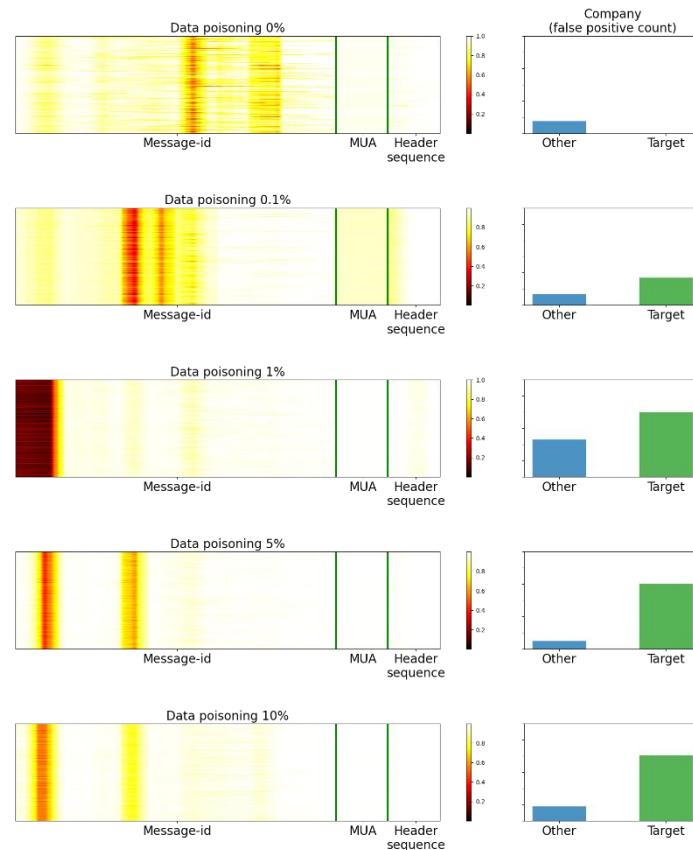 Company
(false positive count)
Data poisoning 0%
1.0
0.8
0.6
0.4
0.2
Message-id
MUA
Header
sequence
Other
Target
Data poisoning 0.1%
0.8
0.6
0.4
0.2
Message-id
MUA
Header
sequence
Other
Target
Data poisoning 1%
1.0
0.8
0.6
0.4
0.2
Message-id
MUA
Header
sequence
Other
Target
Data poisoning 5%
0.8
0.6
0.4
0.2
Message-id
MUA
Header
sequence
Other
Target
Data poisoning 10%
0.8
0.6
0.4
0.2
Message-id
MUA
Header
sequence
Other
Target